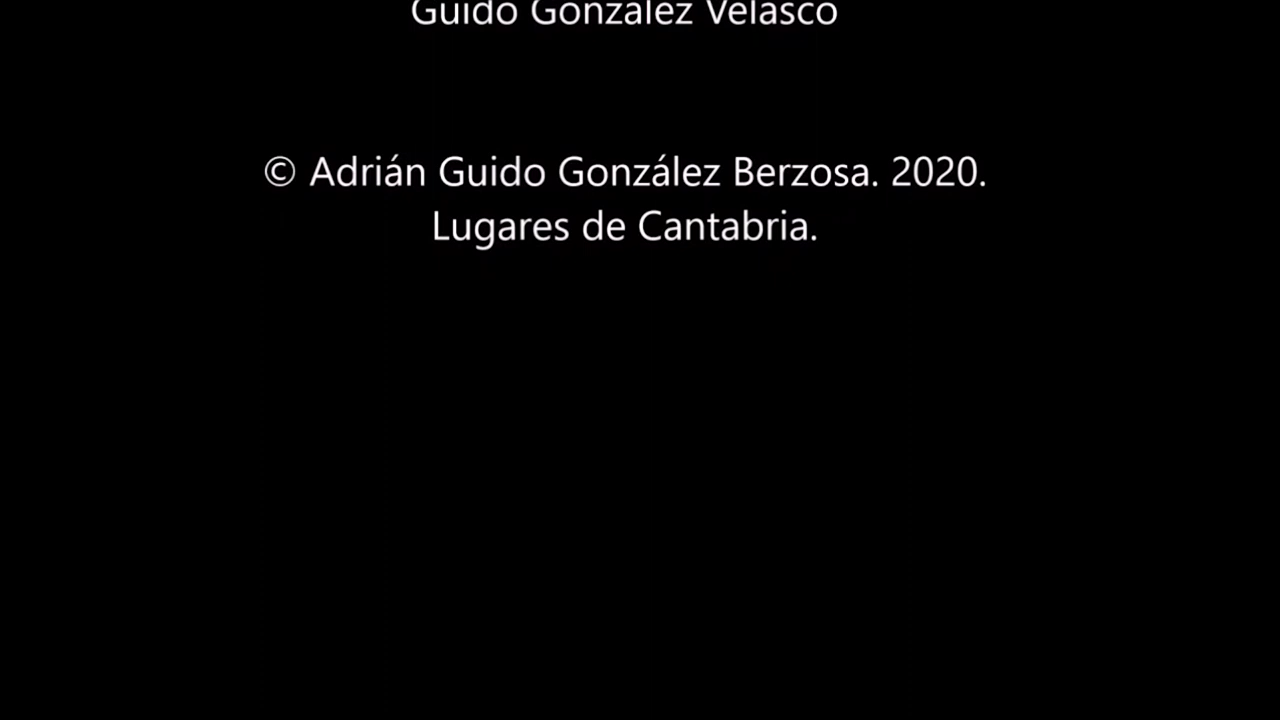 Guido González Velasco
© Adrián Guido González Berzosa. 2020.
Lugares de Cantabria.